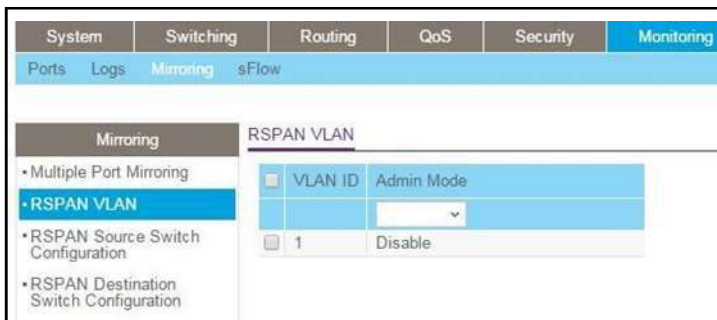 System Switching Routing QoS Security Monitoring
Ports Logs Mirroring sFlow
Mirroring
• Multiple Port Mirroring
• RSPAN VLAN
• RSPAN Source Switch
Configuration
• RSPAN Destination
Switch Configuration
RSPAN VLAN
VLAN ID Admin Mode
1 Disable